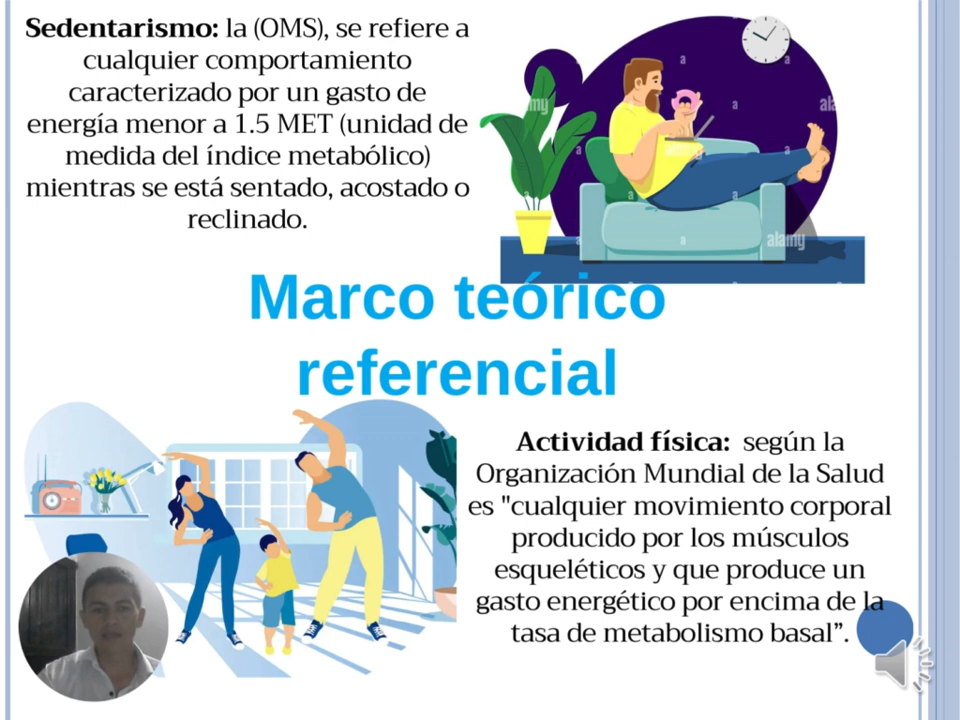 Sedentarismo: la (OMS), se refiere a
cualquier comportamiento
caracterizado por un gasto de
energía menor a 1.5 MET (unidad de
medida del índice metabólico)
mientras se está sentado, acostado o
reclinado.
alamy
Marco teórico
referencial
Actividad física: según la
Organización Mundial de la Salud
es "cualquier movimiento corporal
producido por los músculos
esqueléticos y que produce un
gasto energético por encima de la
tasa de metabolismo basal”.